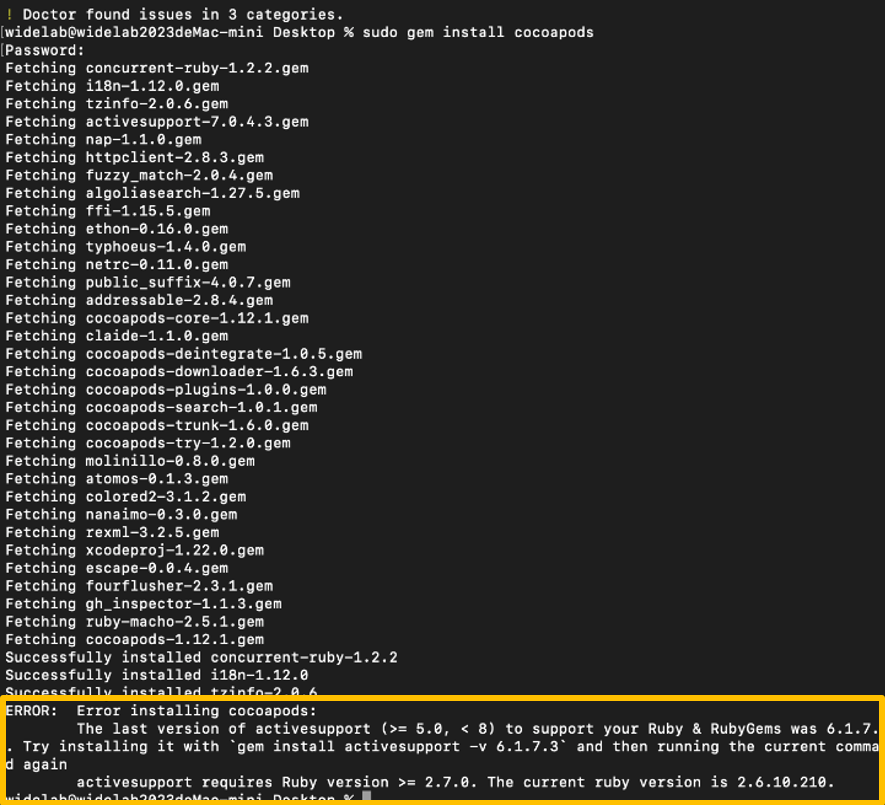 ! Doctor found issues in 3 categories.
[widelab@widelab2023deMac-mini Desktop % sudo gem install cocoapods
[Password:
Fetching concurrent-ruby-1.2.2.gem
Fetching i18n-1.12.0.gem
Fetching tzinfo-2.0.6.gem
Fetching activesupport-7.0.4.3.gem
Fetching nap-1.1.0.gem
Fetching httpclient-2.8.3.gem
Fetching fuzzy_match-2.0.4.gem
Fetching algoliasearch-1.27.5.gem
Fetching ffi-1.15.5.gem
Fetching ethon-0.16.0.gem
Fetching typhoeus-1.4.0.gem
Fetching netrc-0.11.0.gem
Fetching public_suffix-4.0.7.gem
Fetching addressable-2.8.4.gem
Fetching cocoapods-core-1.12.1.gem
Fetching claide-1.1.0.gem
Fetching cocoapods-deintegrate-1.0.5.gem
Fetching cocoapods-downloader-1.6.3.gem
Fetching cocoapods-plugins-1.0.0.gem
Fetching cocoapods-search-1.0.1.gem
Fetching cocoapods-trunk-1.6.0.gem
Fetching cocoapods-try-1.2.0.gem
Fetching molinillo-0.8.0.gem
Fetching atomos-0.1.3.gem
Fetching colored2-3.1.2.gem
Fetching nanaimo-0.3.0.gem
Fetching rexml-3.2.5.gem
Fetching xcodeproj-1.22.0.gem
Fetching escape-0.0.4.gem
Fetching fourflusher-2.3.1.gem
Fetching gh_inspector-1.1.3.gem
Fetching ruby-macho-2.5.1.gem
Fetching cocoapods-1.12.1.gem
Successfully installed concurrent-ruby-1.2.2
Successfully installed i18n-1.12.0
Successfully installed tzinfo-2.0.6
ERROR:  Error installing cocoapods:
The last version of activesupport (>= 5.0, < 8) to support your Ruby & RubyGems was 6.1.7.
. Try installing it with `gem install activesupport -v 6.1.7.3` and then running the current comma
d again
activesupport requires Ruby version >= 2.7.0. The current ruby version is 2.6.10.210.
widelab@widelab2023deMac-mini Desktop %